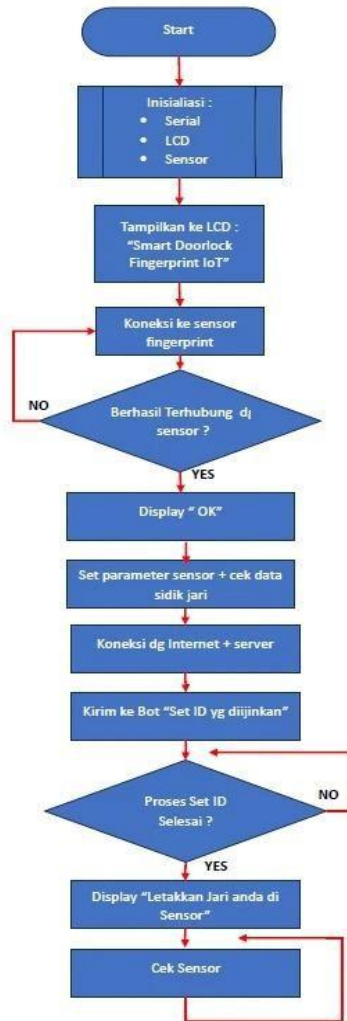 Start
Inisialiasi :
• Serial
• LCD
• Sensor
Tampilkan ke LCD :
“Smart Doorlock
Fingerprint IoT”
Koneksi ke sensor
fingerprint
NO
Berhasil Terhubung
sensor ?
YES
Display “ OK”
Set parameter sensor + cek data
sidik jari
Koneksi dg Internet + server
Kirim ke Bot “Set ID yg diijinkan”
Proses Set ID
Selesai ?
NO
YES
Display “Letakkan Jari anda di
Sensor”
Cek Sensor